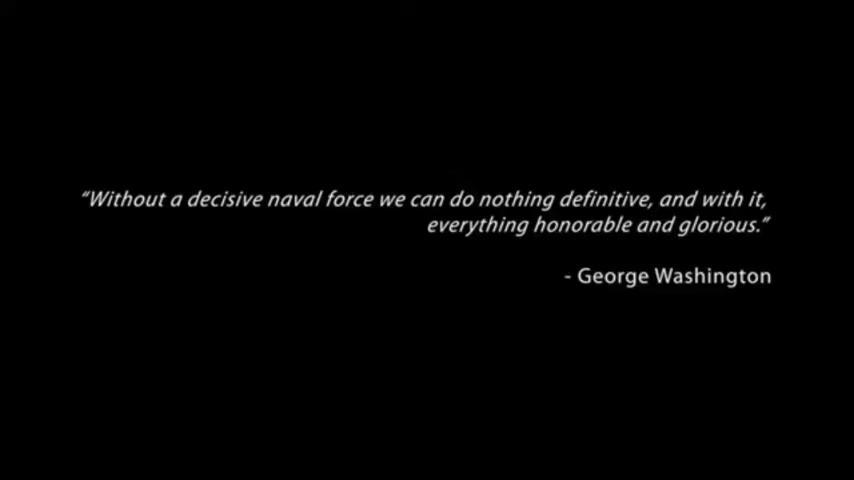 “Without a decisive naval force we can do nothing definitive, and with it,
everything honorable and glorious.”
- George Washington